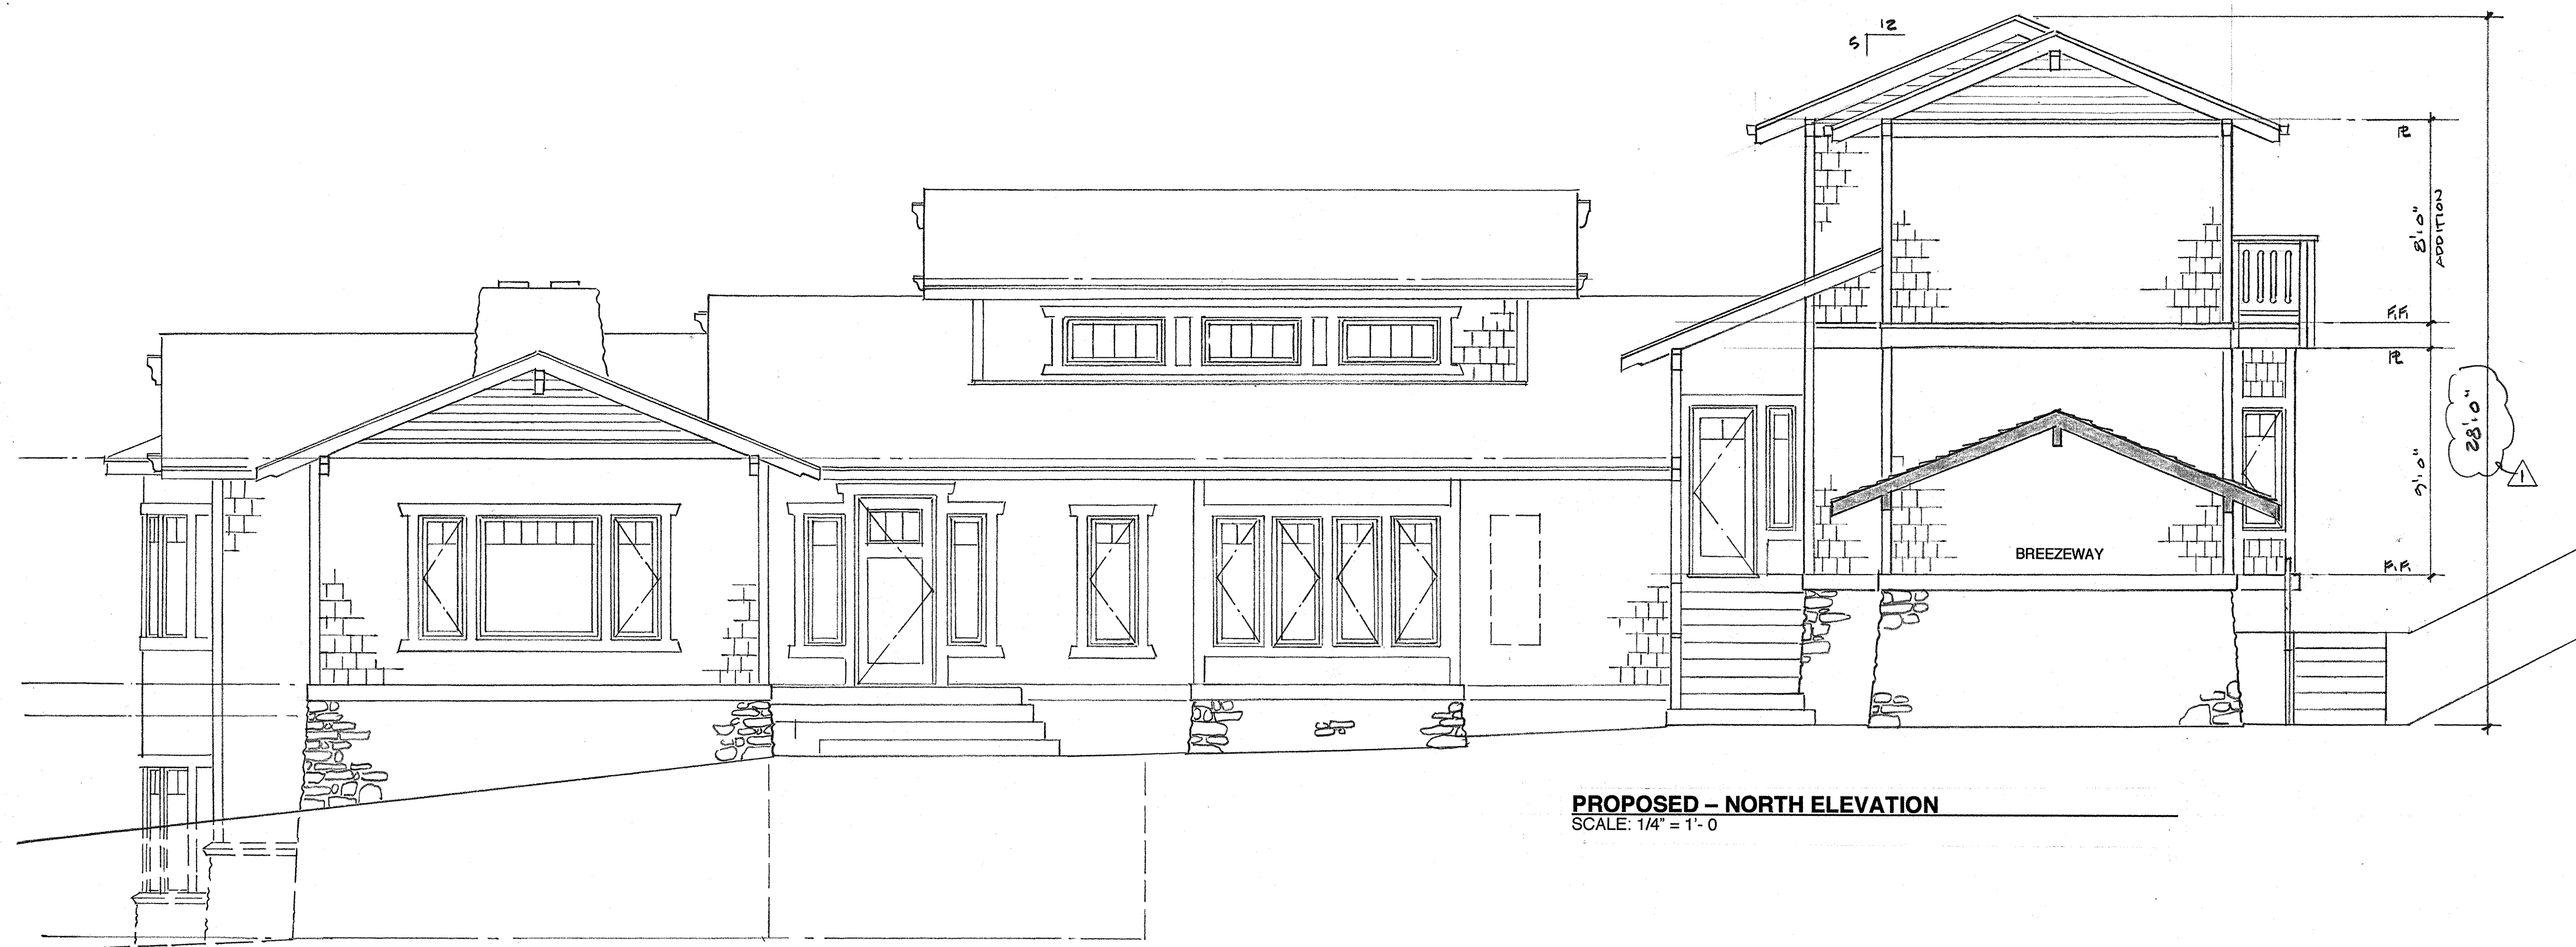 12
5
PL
8'-0"
ADDITION
F.F.
PL
28'-0"
1
9'-0"
BREEZEWAY
F.F.
PROPOSED – NORTH ELEVATION
SCALE: 1/4" = 1'- 0